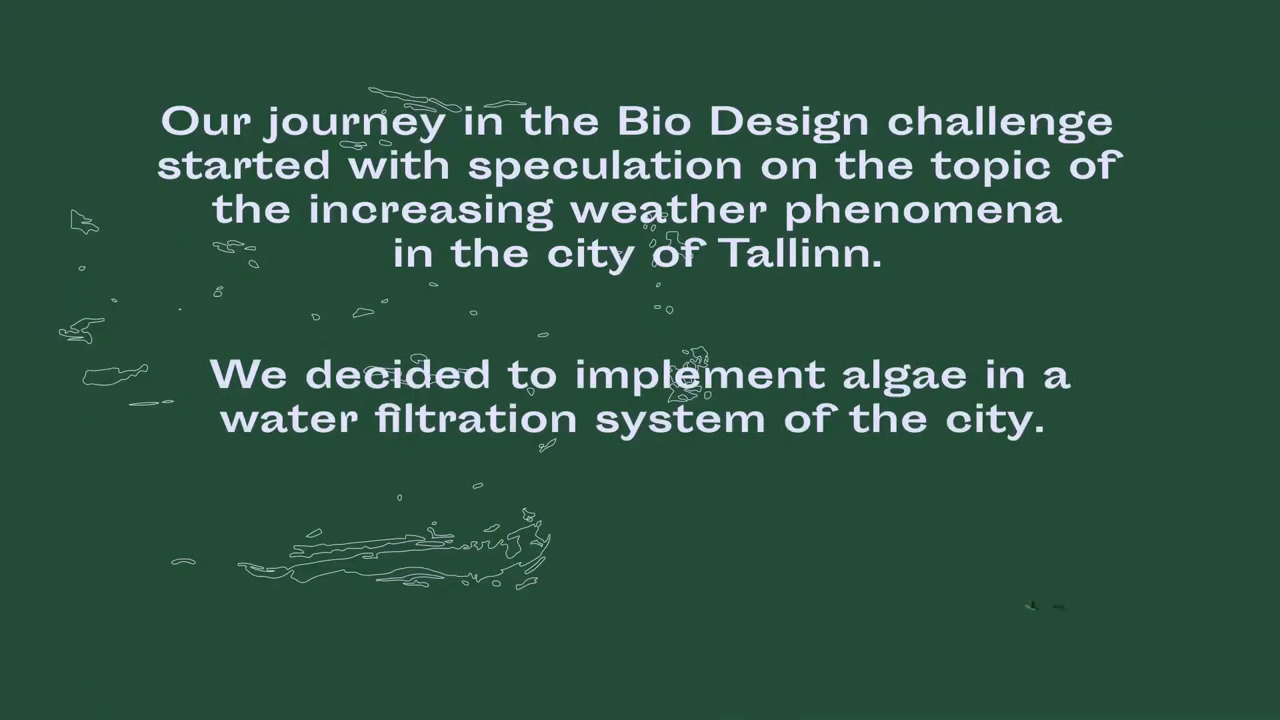 Our journey in the Bio Design challenge
started with speculation on the topic of
the increasing weather phenomena
in the city of Tallinn.
We decided to implement algae in a
water filtration system of the city.